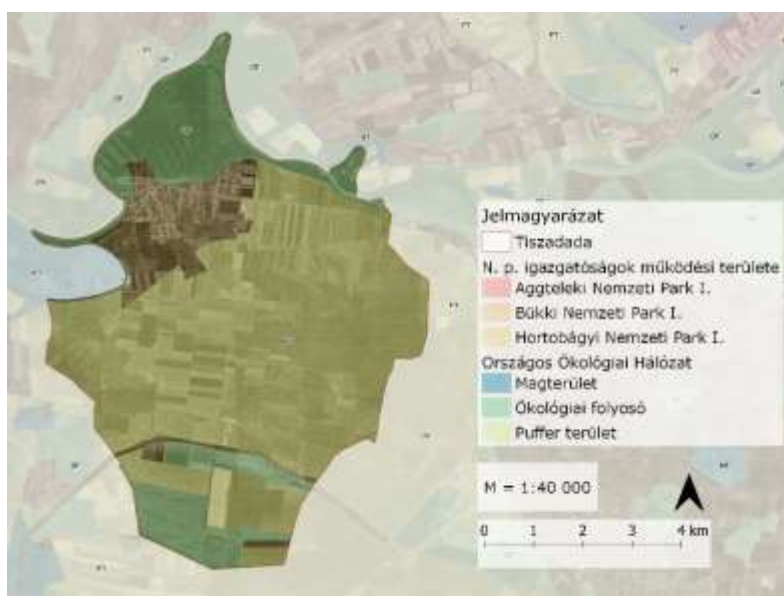 Jelmagyarázat
Tiszadada
N. p. igazgatóságok működési területe
Aggteleki Nemzeti Park I.
Bükki Nemzeti Park I.
Hortobágyi Nemzeti Park I.
Országos Ökológiai Hálózat
Magterület
Ökológiai folyosó
Puffer terület
M = 1:40 000
0 1 2 3 4 km